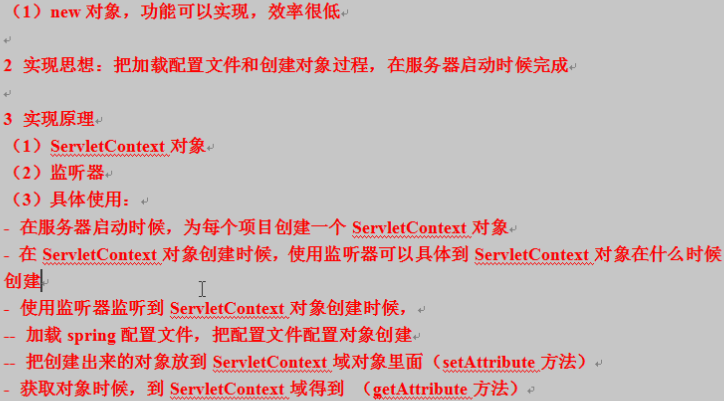 （1）new 对象，功能可以实现，效率很低
2 实现思想：把加载配置文件和创建对象过程，在服务器启动时候完成
3 实现原理
（1）ServletContext 对象
（2）监听器
（3）具体使用：
- 在服务器启动时候，为每个项目创建一个 ServletContext 对象
- 在 ServletContext 对象创建时候，使用监听器可以具体到 ServletContext 对象在什么时候
创建
- 使用监听器监听到 ServletContext 对象创建时候，
-- 加载 spring 配置文件，把配置文件配置对象创建
-- 把创建出来的对象放到 ServletContext 域对象里面（setAttribute 方法）
- 获取对象时候，到 ServletContext 域得到 （getAttribute 方法）